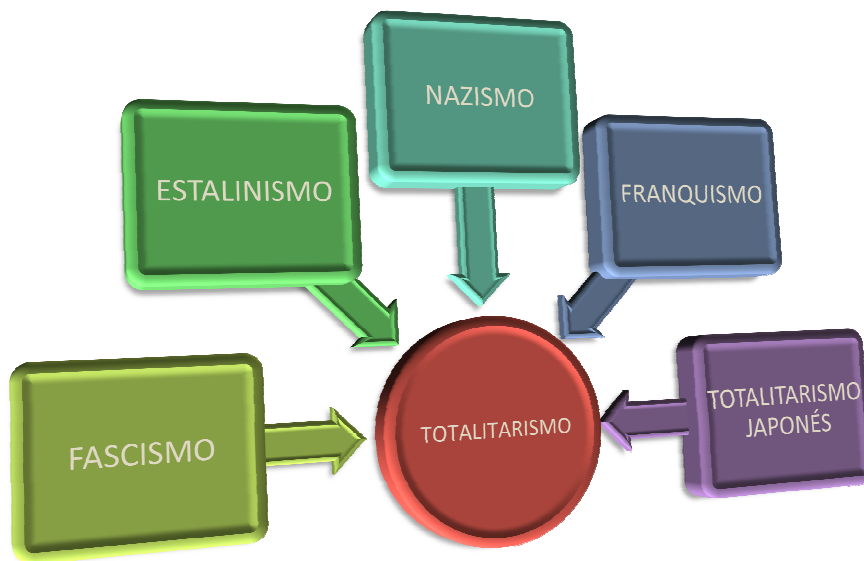 NAZISMO
ESTALINISMO
FRANQUISMO
TOTALITARISMO
JAPONÉS
FASCISMO
TOTALITARISMO